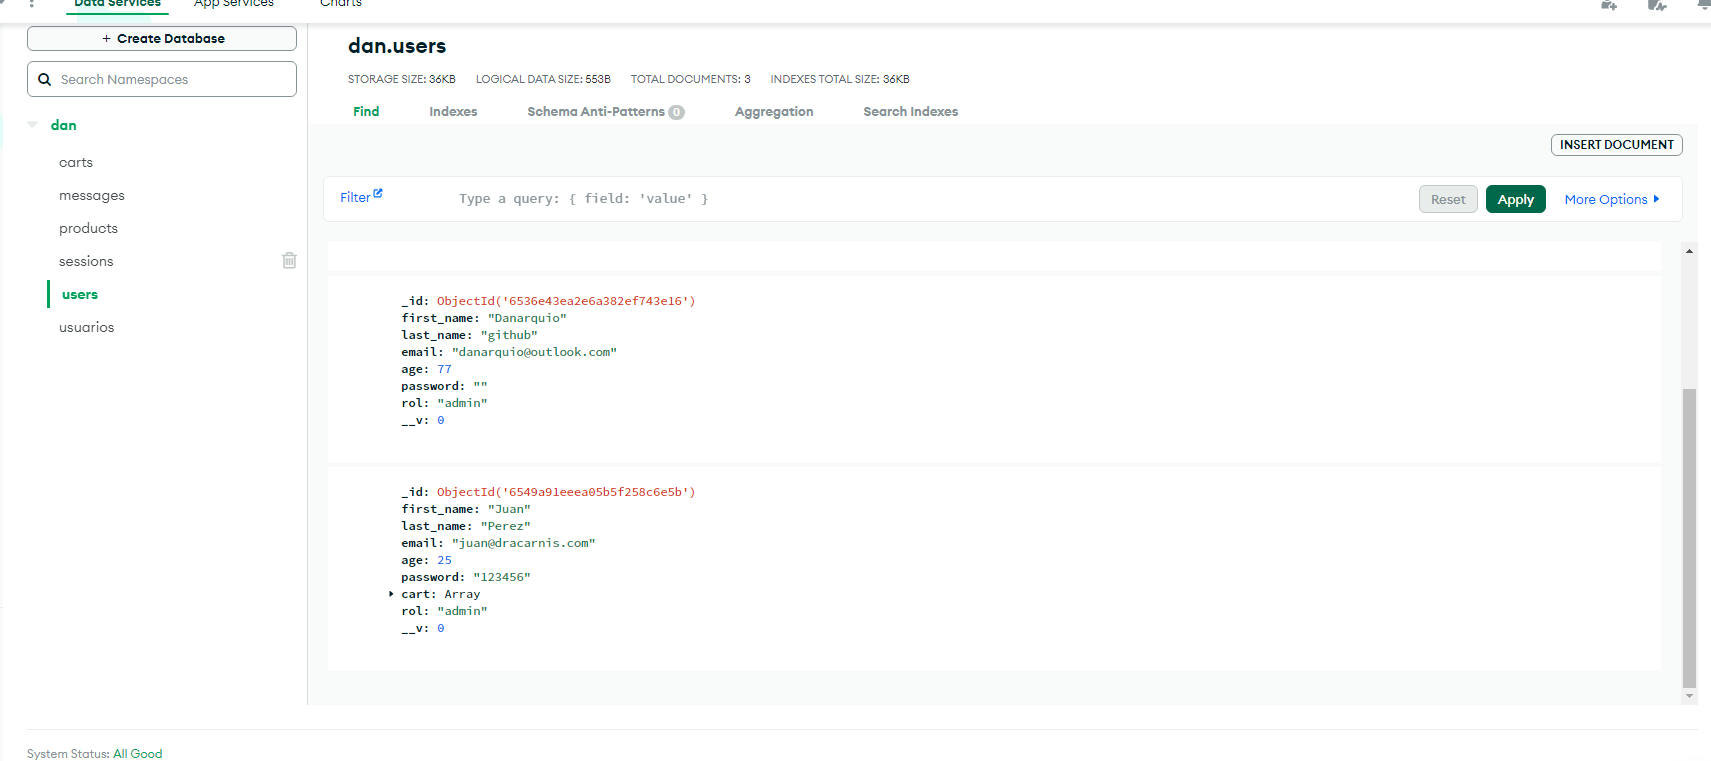 Data Services App Services Charts
+ Create Database
Search Namespaces
dan
carts
messages
products
sessions
users
usuarios
dan.users
STORAGE SIZE: 36KB LOGICAL DATA SIZE: 553B TOTAL DOCUMENTS: 3 INDEXES TOTAL SIZE: 36KB
Find Indexes Schema Anti-Patterns 0 Aggregation Search Indexes
INSERT DOCUMENT
Filter Type a query: { field: 'value' } Reset Apply More Options
_id: ObjectId('6536e43ea2e6a382ef743e16')
first_name: "Danarquio"
last_name: "github"
email: "danarquio@outlook.com"
age: 77
password: ""
rol: "admin"
__v: 0
_id: ObjectId('6549a91eeea05b5f258c6e5b')
first_name: "Juan"
last_name: "Perez"
email: "juan@dracarnis.com"
age: 25
password: "123456"
cart: Array
rol: "admin"
__v: 0
System Status: All Good